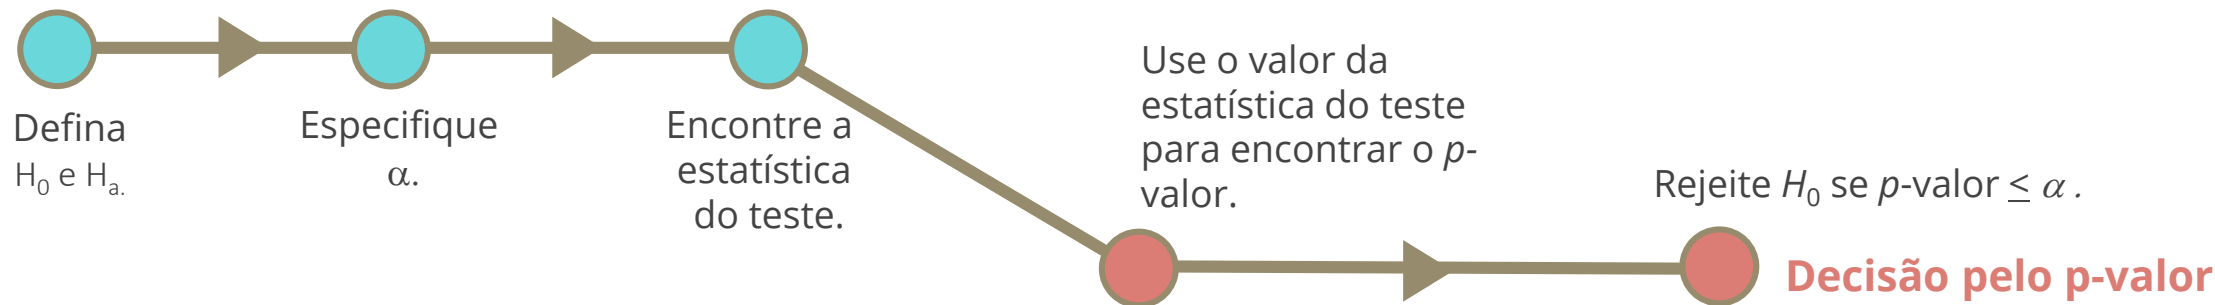 Defina
H₀ e Hₐ.
Especifique
α.
Encontre a
estatística
do teste.
Use o valor da
estatística do teste
para encontrar o p-
valor.
Rejeite H₀ se p-valor ≤ α .
Decisão pelo p-valor